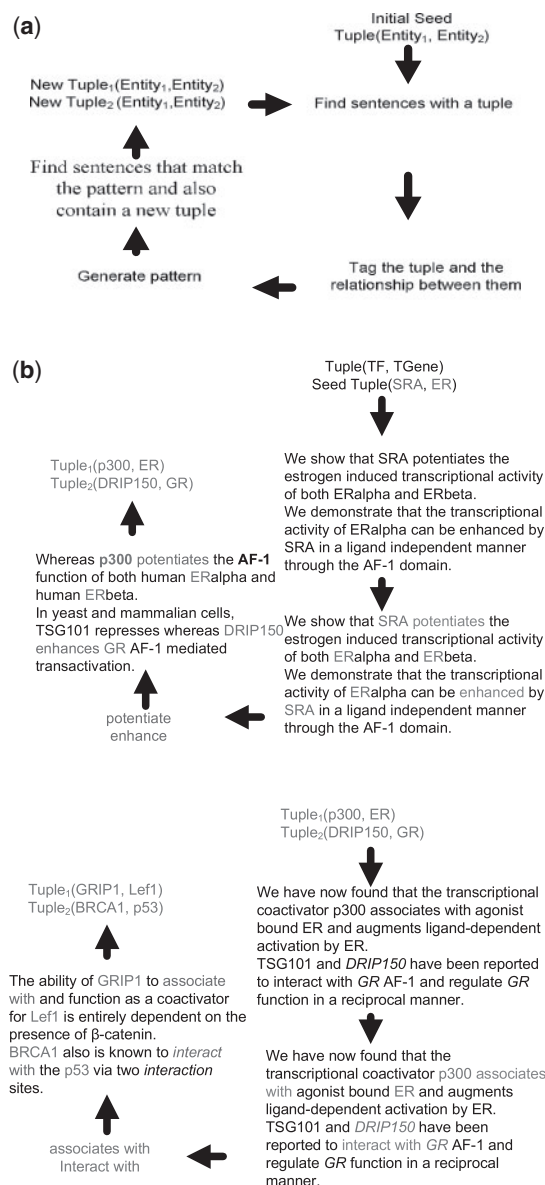 (a)
Initial Seed
Tuple(Entity₁, Entity₂)
Find sentences with a tuple
Tag the tuple and the
relationship between them
Generate pattern
Find sentences that match
the pattern and also
contain a new tuple
New Tuple₁(Entity₁,Entity₂)
New Tuple₂(Entity₁,Entity₂)
(b)
Tuple(TF, TGene)
Seed Tuple(SRA, ER)
We show that SRA potentiates the
estrogen induced transcriptional activity
of both ERalpha and ERbeta.
We demonstrate that the transcriptional
activity of ERalpha can be enhanced by
SRA in a ligand independent manner
through the AF-1 domain.
We show that SRA potentiates the
estrogen induced transcriptional activity
of both ERalpha and ERbeta.
We demonstrate that the transcriptional
activity of ERalpha can be enhanced by
SRA in a ligand independent manner
through the AF-1 domain.
potentiate
enhance
Whereas p300 potentiates the AF-1
function of both human ERalpha and
human ERbeta.
In yeast and mammalian cells,
TSG101 represses whereas DRIP150
enhances GR AF-1 mediated
transactivation.
Tuple₁(p300, ER)
Tuple₂(DRIP150, GR)
Tuple₁(p300, ER)
Tuple₂(DRIP150, GR)
We have now found that the transcriptional
coactivator p300 associates with agonist
bound ER and augments ligand-dependent
activation by ER.
TSG101 and DRIP150 have been reported
to interact with GR AF-1 and regulate GR
function in a reciprocal manner.
We have now found that the
transcriptional coactivator p300 associates
with agonist bound ER and augments
ligand-dependent activation by ER.
TSG101 and DRIP150 have been
reported to interact with GR AF-1 and
regulate GR function in a reciprocal
manner.
associates with
Interact with
The ability of GRIP1 to associate
with and function as a coactivator
for Lef1 is entirely dependent on the
presence of β-catenin.
BRCA1 also is known to interact
with the p53 via two interaction
sites.
Tuple₁(GRIP1, Lef1)
Tuple₂(BRCA1, p53)